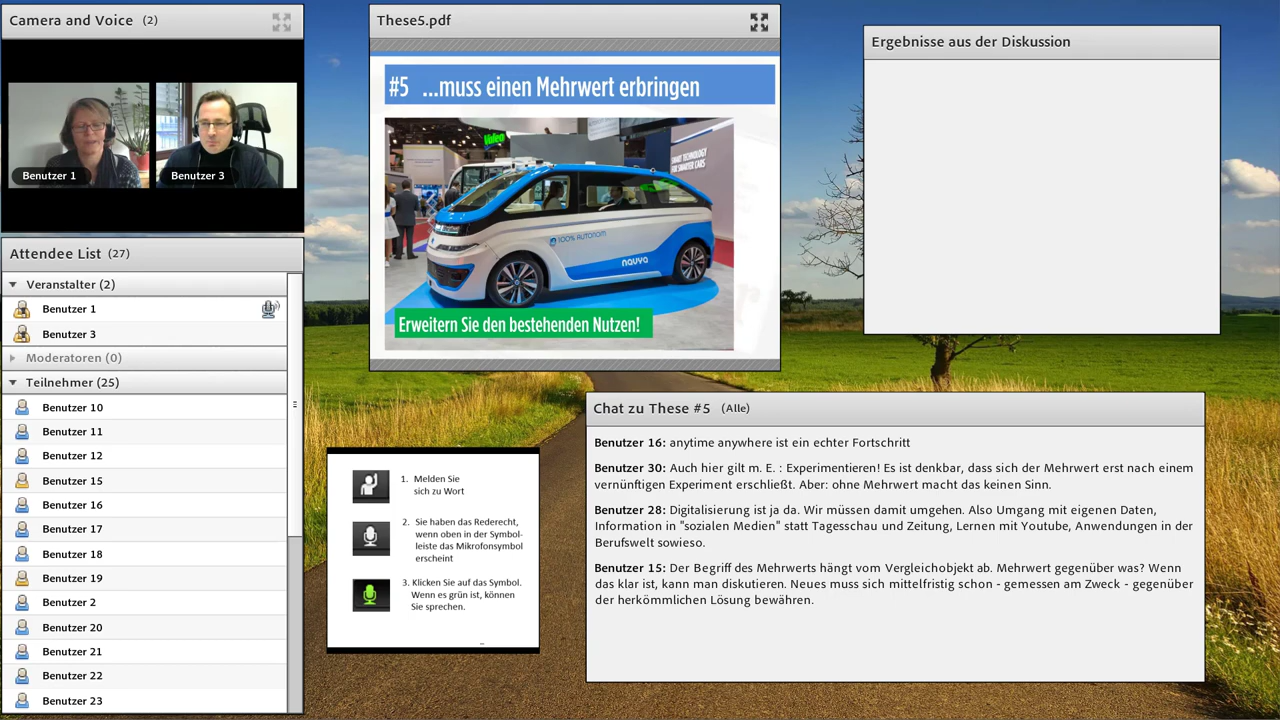 Camera and Voice (2)
Benutzer 1
Benutzer 3
Attendee List (27)
Veranstalter (2)
Benutzer 1
Benutzer 3
Moderatoren (0)
Teilnehmer (25)
Benutzer 10
Benutzer 11
Benutzer 12
Benutzer 15
Benutzer 16
Benutzer 17
Benutzer 18
Benutzer 19
Benutzer 2
Benutzer 20
Benutzer 21
Benutzer 22
Benutzer 23
These5.pdf
#5 ...muss einen Mehrwert erbringen
Valeo
SMART TECHNOLOGY
FOR SMARTER CARS
100% AUTONOM
navya
Erweitern Sie den bestehenden Nutzen!
1. Melden Sie
sich zu Wort
2. Sie haben das Rederecht,
wenn oben in der Symbol-
leiste das Mikrofonsymbol
erscheint
3. Klicken Sie auf das Symbol.
Wenn es grün ist, können
Sie sprechen.
Ergebnisse aus der Diskussion
Chat zu These #5 (Alle)
Benutzer 16: anytime anywhere ist ein echter Fortschritt
Benutzer 30: Auch hier gilt m. E. : Experimentieren! Es ist denkbar, dass sich der Mehrwert erst nach einem
vernünftigen Experiment erschließt. Aber: ohne Mehrwert macht das keinen Sinn.
Benutzer 28: Digitalisierung ist ja da. Wir müssen damit umgehen. Also Umgang mit eigenen Daten,
Information in "sozialen Medien" statt Tagesschau und Zeitung, Lernen mit Youtube, Anwendungen in der
Berufswelt sowieso.
Benutzer 15: Der Begriff des Mehrwerts hängt vom Vergleichobjekt ab. Mehrwert gegenüber was? Wenn
das klar ist, kann man diskutieren. Neues muss sich mittelfristig schon - gemessen am Zweck - gegenüber
der herkömmlichen Lösung bewähren.